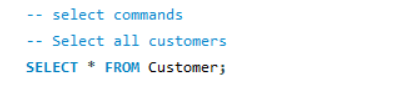 -- select commands
-- Select all customers
SELECT * FROM Customer;